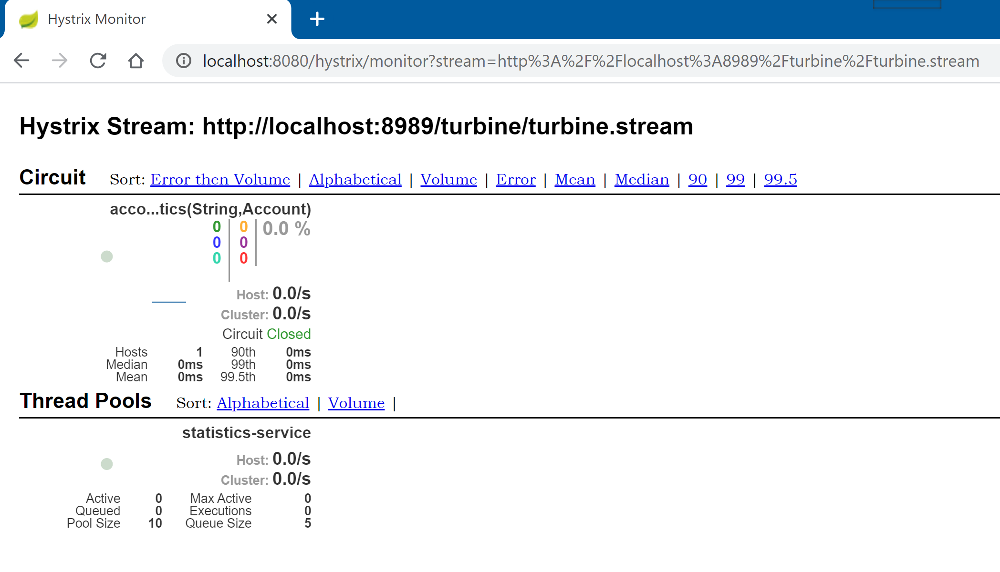 Hystrix Monitor
localhost:8080/hystrix/monitor?stream=http%3A%2F%2Flocalhost%3A8989%2Fturbine%2Fturbine.stream
Hystrix Stream: http://localhost:8989/turbine/turbine.stream
Circuit Sort: Error then Volume | Alphabetical | Volume | Error | Mean | Median | 90 | 99 | 99.5
acco...tics(String,Account)
0 0 0.0 %
0 0
0 0
Host: 0.0/s
Cluster: 0.0/s
Circuit Closed
Hosts 1 90th 0ms
Median 0ms 99th 0ms
Mean 0ms 99.5th 0ms
Thread Pools Sort: Alphabetical | Volume |
statistics-service
Host: 0.0/s
Cluster: 0.0/s
Active 0 Max Active 0
Queued 0 Executions 0
Pool Size 10 Queue Size 5